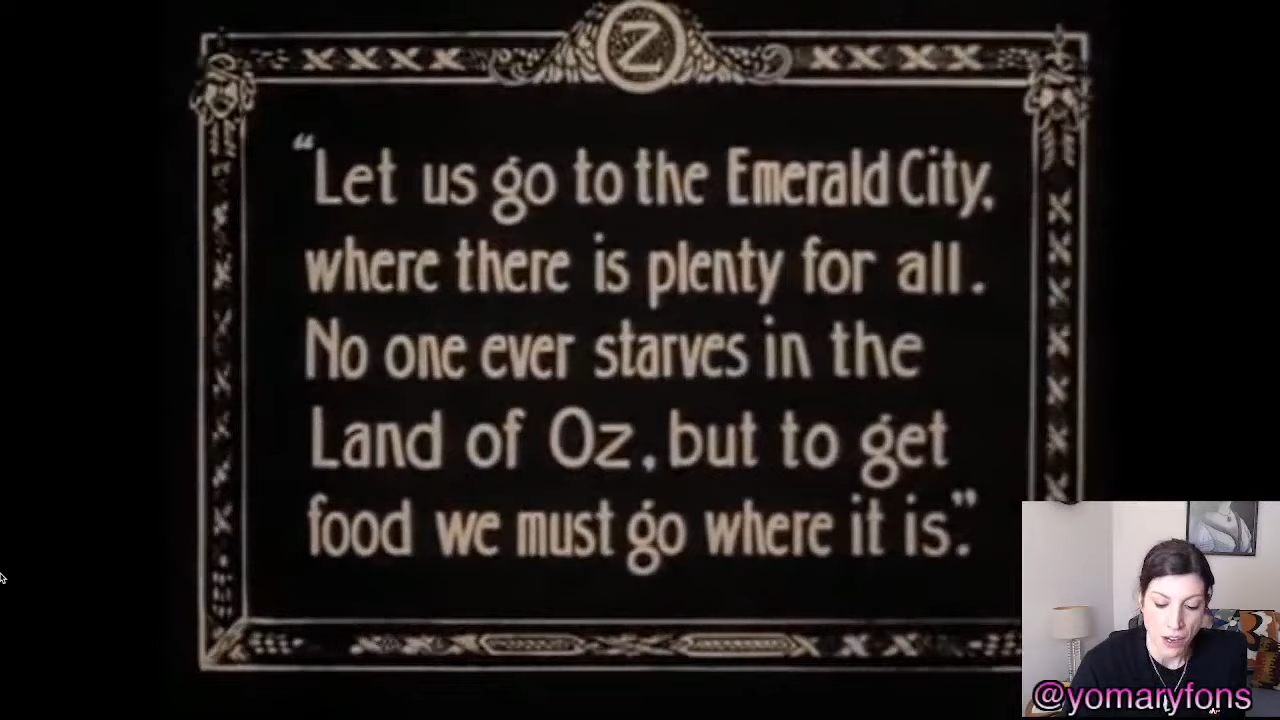 Z
“Let us go to the Emerald City,
where there is plenty for all.
No one ever starves in the
Land of Oz, but to get
food we must go where it is.”
@yomaryfons